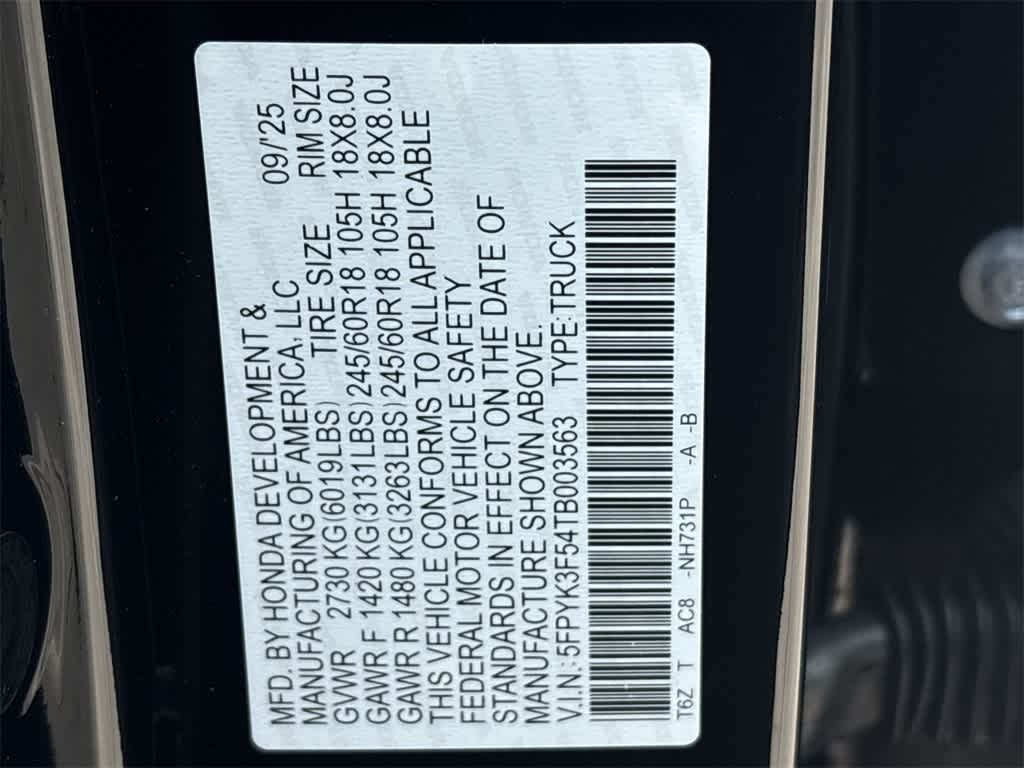 MFD. BY HONDA DEVELOPMENT &
MANUFACTURING OF AMERICA, LLC 09/'25
GVWR 2730 KG(6019LBS) TIRE SIZE RIM SIZE
GAWR F 1420 KG(3131LBS) 245/60R18 105H 18X8.0J
GAWR R 1480 KG(3263LBS) 245/60R18 105H 18X8.0J
THIS VEHICLE CONFORMS TO ALL APPLICABLE
FEDERAL MOTOR VEHICLE SAFETY
STANDARDS IN EFFECT ON THE DATE OF
MANUFACTURE SHOWN ABOVE.
V.I.N.: 5FPYK3F54TB003563 TYPE:TRUCK
T6Z T AC8 -NH731P -A -B